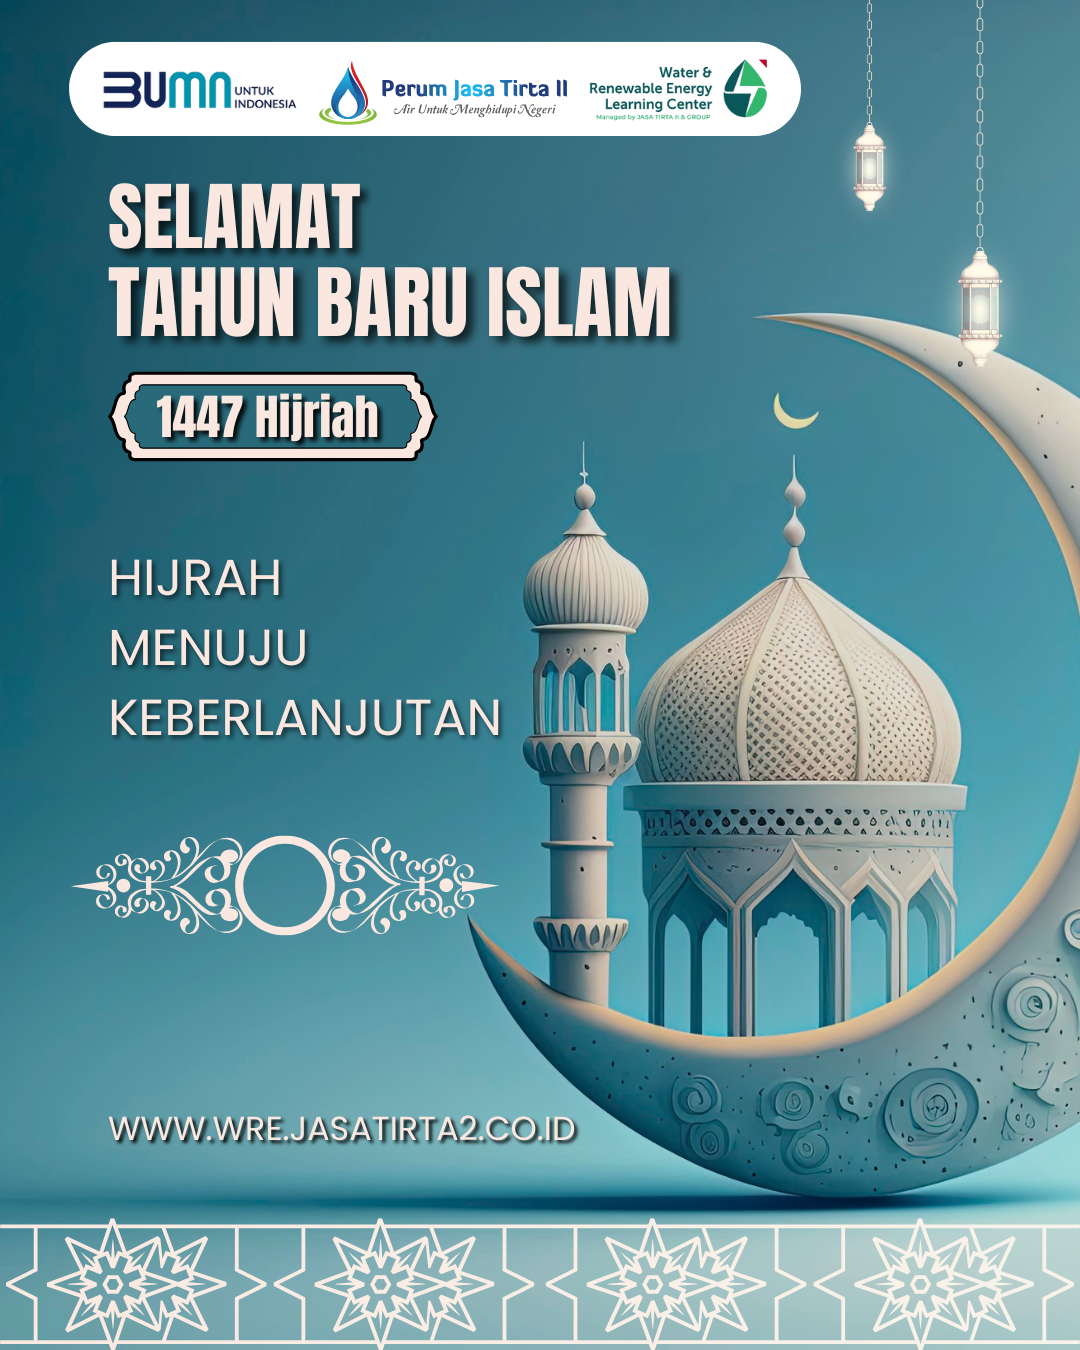 BUMN UNTUK
INDONESIA
Perum Jasa Tirta II
Air Untuk Menghidupi Negeri
Water &
Renewable Energy
Learning Center
Managed by JASA TIRTA II & GROUP
SELAMAT
TAHUN BARU ISLAM
1447 Hijriah
HIJRAH
MENUJU
KEBERLANJUTAN
WWW.WRE.JASATIRTA2.CO.ID